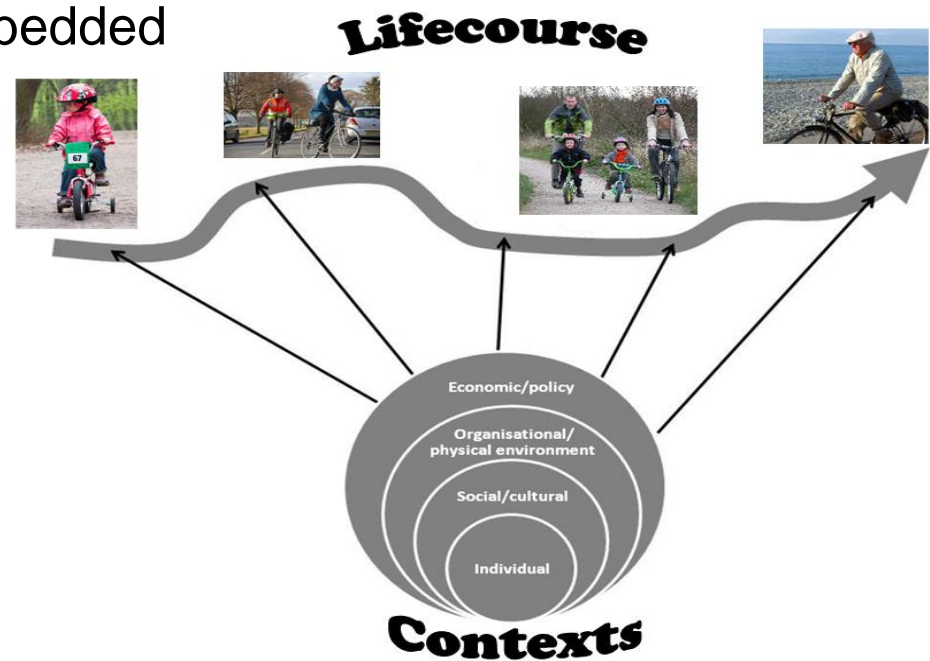 bedded
Lifecourse
67
Economic/policy
Organisational/
physical environment
Social/cultural
Individual
Contexts